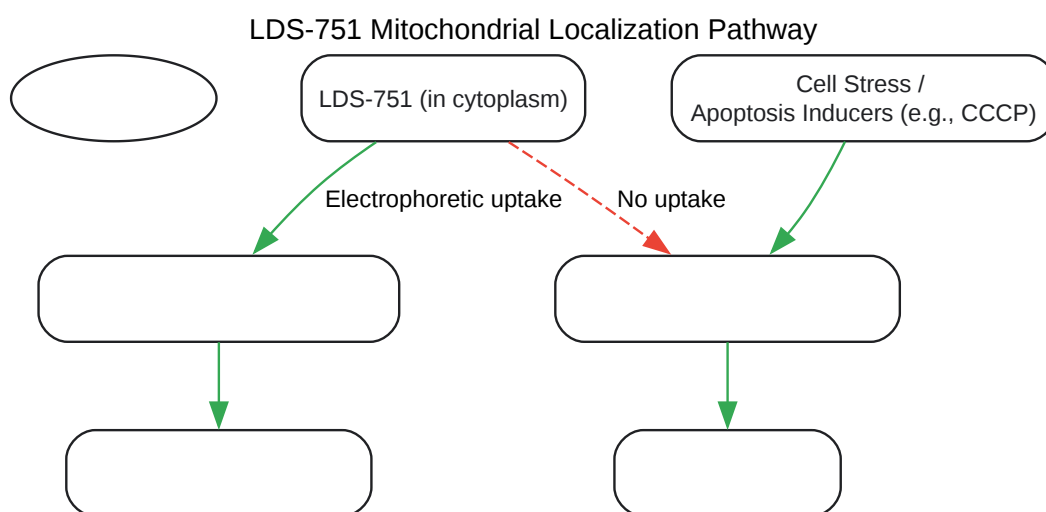 LDS-751 Mitochondrial Localization Pathway
LDS-751 (in cytoplasm)
Cell Stress /
Apoptosis Inducers (e.g., CCCP)
Electrophoretic uptake
No uptake